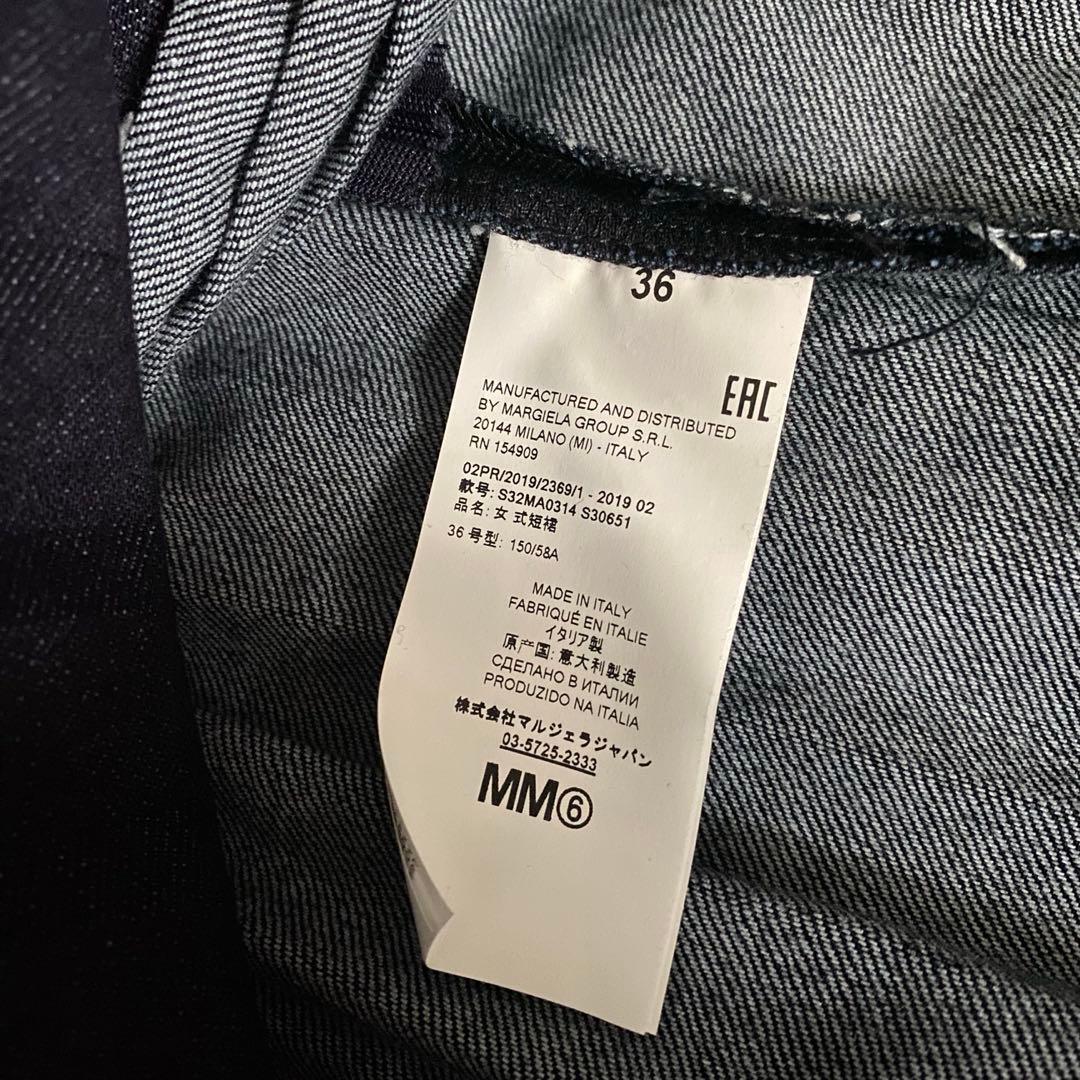 36
EAC
MANUFACTURED AND DISTRIBUTED
BY MARGIELA GROUP S.R.L.
20144 MILANO (MI) - ITALY
RN 154909
02PR/2019/2369/1 - 2019 02
款号: S32MA0314 S30651
品名: 女 式短裙
36 号型: 150/58A
MADE IN ITALY
FABRIQUÉ EN ITALIE
イタリア製
原产国: 意大利製造
СДЕЛАНО В ИТАЛИИ
PRODUZIDO NA ITALIA
株式会社マルジェラジャパン
03-5725-2333
MM⑥